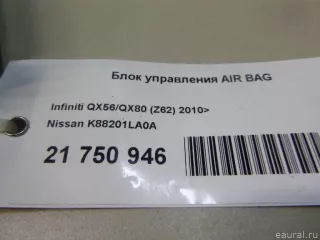 Блок управления AIR BAG
Infiniti QX56/QX80 (Z62) 2010>
Nissan K88201LA0A
21 750 946
eaural.ru